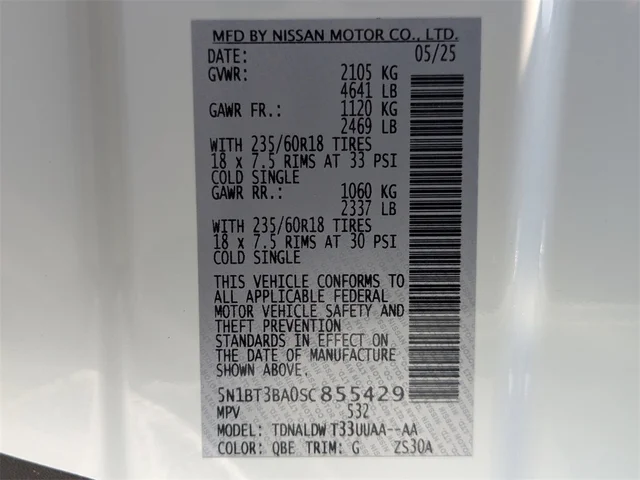 MFD BY NISSAN MOTOR CO., LTD.
DATE: 05/25
GVWR: 2105 KG
4641 LB
GAWR FR.: 1120 KG
2469 LB
WITH 235/60R18 TIRES
18 x 7.5 RIMS AT 33 PSI
COLD SINGLE
GAWR RR.: 1060 KG
2337 LB
WITH 235/60R18 TIRES
18 x 7.5 RIMS AT 30 PSI
COLD SINGLE
THIS VEHICLE CONFORMS TO
ALL APPLICABLE FEDERAL
MOTOR VEHICLE SAFETY AND
THEFT PREVENTION
STANDARDS IN EFFECT ON
THE DATE OF MANUFACTURE
SHOWN ABOVE.
5N1BT3BA0SC855429
MPV 532
MODEL: TDNALDW T33UUAA--AA
COLOR: QBE TRIM: G ZS30A